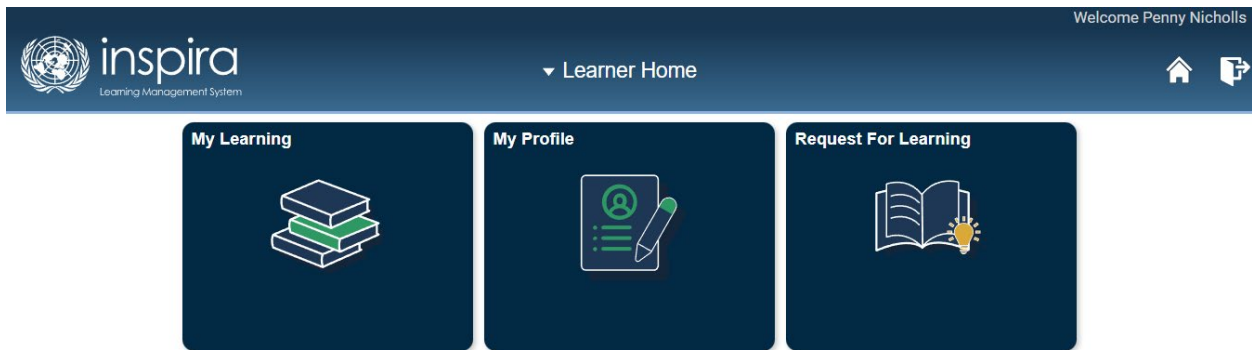 Welcome Penny Nicholls
inspira
Learning Management System
Learner Home
My Learning
My Profile
Request For Learning